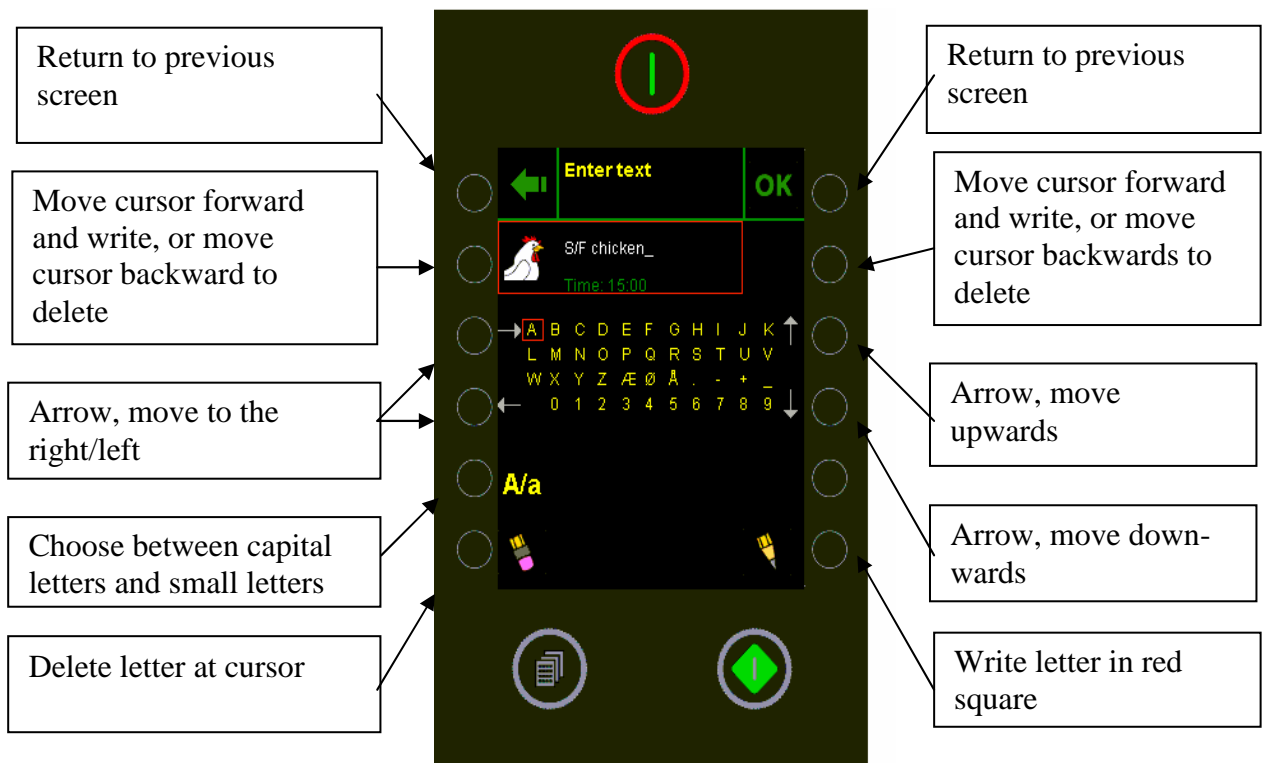 Return to previous
screen
Move cursor forward
and write, or move
cursor backward to
delete
Arrow, move to the
right/left
Choose between capital
letters and small letters
Delete letter at cursor
Enter text
OK
S/F chicken_
Time: 15:00
A B C D E F G H I J K
L M N O P Q R S T U V
W X Y Z Æ Ø Å . - + _
0 1 2 3 4 5 6 7 8 9
A/a
Return to previous
screen
Move cursor forward
and write, or move
cursor backwards to
delete
Arrow, move
upwards
Arrow, move down-
wards
Write letter in red
square